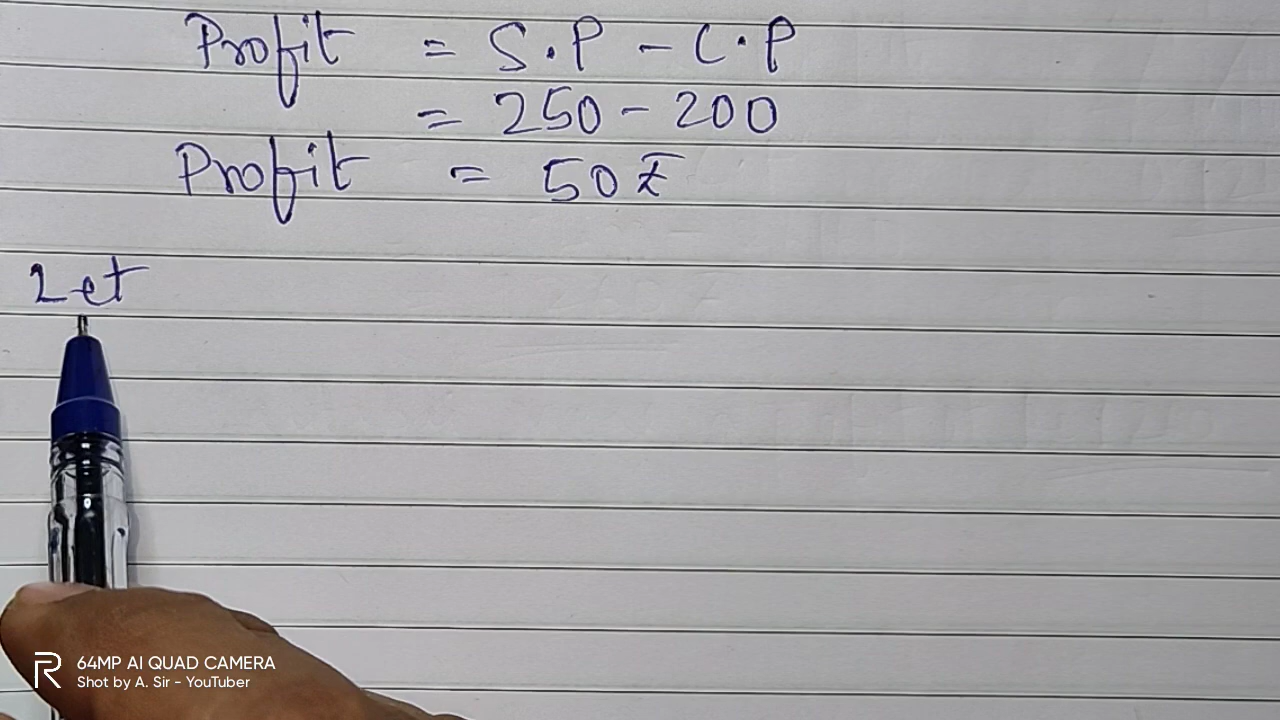 Profit = S.P - C.P
= 250 - 200
Profit = 50 ₹
Let
64MP AI QUAD CAMERA
Shot by A. Sir - YouTuber